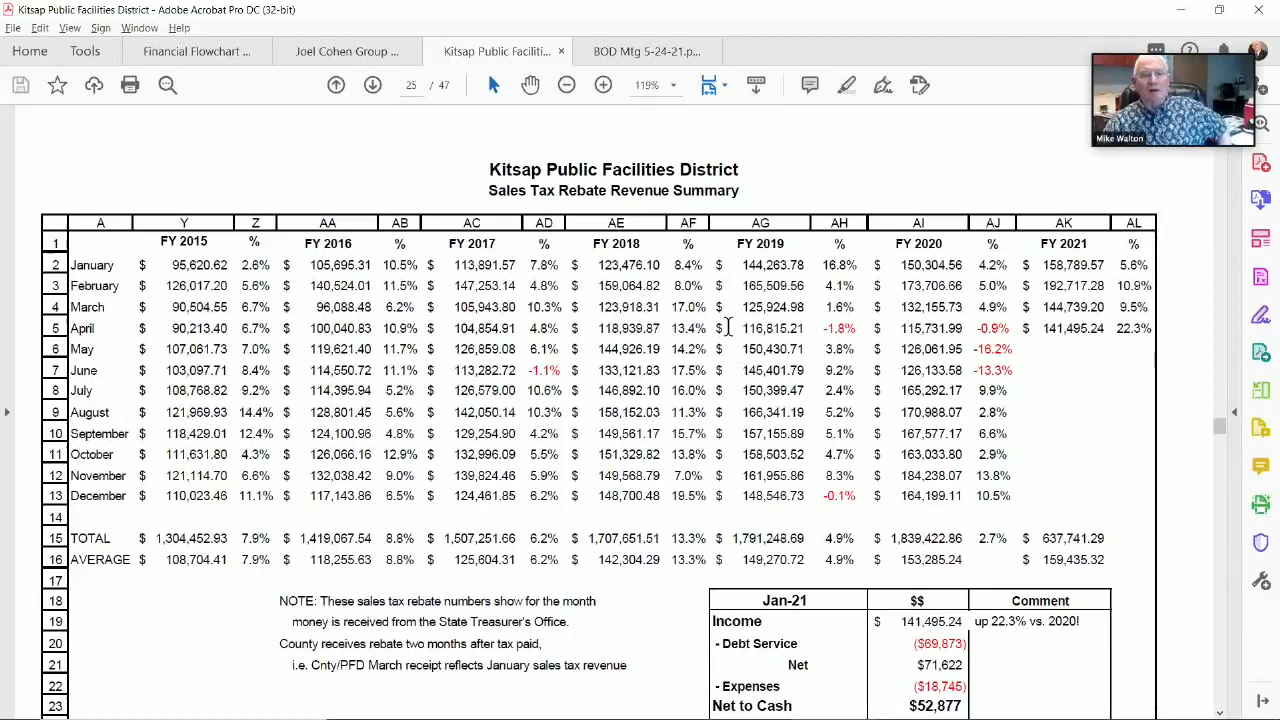 Kitsap Public Facilities District - Adobe Acrobat Pro DC (32-bit)
File Edit View Sign Window Help
Home Tools Financial Flowchart ... Joel Cohen Group ... Kitsap Public Faciliti... × BOD Mtg 5-24-21.p...
25 / 47 119%
Mike Walton
Kitsap Public Facilities District
Sales Tax Rebate Revenue Summary
A Y Z AA AB AC AD AE AF AG AH AI AJ AK AL
1 FY 2015 % FY 2016 % FY 2017 % FY 2018 % FY 2019 % FY 2020 % FY 2021 %
2 January $ 95,620.62 2.6% $ 105,695.31 10.5% $ 113,891.57 7.8% $ 123,476.10 8.4% $ 144,263.78 16.8% $ 150,304.56 4.2% $ 158,789.57 5.6%
3 February $ 126,017.20 5.6% $ 140,524.01 11.5% $ 147,253.14 4.8% $ 159,064.82 8.0% $ 165,509.56 4.1% $ 173,706.66 5.0% $ 192,717.28 10.9%
4 March $ 90,504.55 6.7% $ 96,088.48 6.2% $ 105,943.80 10.3% $ 123,918.31 17.0% $ 125,924.98 1.6% $ 132,155.73 4.9% $ 144,739.20 9.5%
5 April $ 90,213.40 6.7% $ 100,040.83 10.9% $ 104,854.91 4.8% $ 118,939.87 13.4% $ 116,815.21 -1.8% $ 115,731.99 -0.9% $ 141,495.24 22.3%
6 May $ 107,061.73 7.0% $ 119,621.40 11.7% $ 126,859.08 6.1% $ 144,926.19 14.2% $ 150,430.71 3.8% $ 126,061.95 -16.2%
7 June $ 103,097.71 8.4% $ 114,550.72 11.1% $ 113,282.72 -1.1% $ 133,121.83 17.5% $ 145,401.79 9.2% $ 126,133.58 -13.3%
8 July $ 108,768.82 9.2% $ 114,395.94 5.2% $ 126,579.00 10.6% $ 146,892.10 16.0% $ 150,399.47 2.4% $ 165,292.17 9.9%
9 August $ 121,969.93 14.4% $ 128,801.45 5.6% $ 142,050.14 10.3% $ 158,152.03 11.3% $ 166,341.19 5.2% $ 170,988.07 2.8%
10 September $ 118,429.01 12.4% $ 124,100.96 4.8% $ 129,254.90 4.2% $ 149,561.17 15.7% $ 157,155.89 5.1% $ 167,577.17 6.6%
11 October $ 111,631.80 4.3% $ 126,066.16 12.9% $ 132,996.09 5.5% $ 151,329.82 13.8% $ 158,503.52 4.7% $ 163,033.80 2.9%
12 November $ 121,114.70 6.6% $ 132,038.42 9.0% $ 139,824.46 5.9% $ 149,568.79 7.0% $ 161,955.86 8.3% $ 184,238.07 13.8%
13 December $ 110,023.46 11.1% $ 117,143.86 6.5% $ 124,461.85 6.2% $ 148,700.48 19.5% $ 148,546.73 -0.1% $ 164,199.11 10.5%
14
15 TOTAL $ 1,304,452.93 7.9% $ 1,419,067.54 8.8% $ 1,507,251.66 6.2% $ 1,707,651.51 13.3% $ 1,791,248.69 4.9% $ 1,839,422.86 2.7% $ 637,741.29
16 AVERAGE $ 108,704.41 7.9% $ 118,255.63 8.8% $ 125,604.31 6.2% $ 142,304.29 13.3% $ 149,270.72 4.9% $ 153,285.24 $ 159,435.32
17
18 NOTE: These sales tax rebate numbers show for the month Jan-21 $$ Comment
19 money is received from the State Treasurer's Office. Income $ 141,495.24 up 22.3% vs. 2020!
20 County receives rebate two months after tax paid, - Debt Service ($69,873)
21 i.e. Cnty/PFD March receipt reflects January sales tax revenue Net $71,622
22 - Expenses ($18,745)
23 Net to Cash $52,877